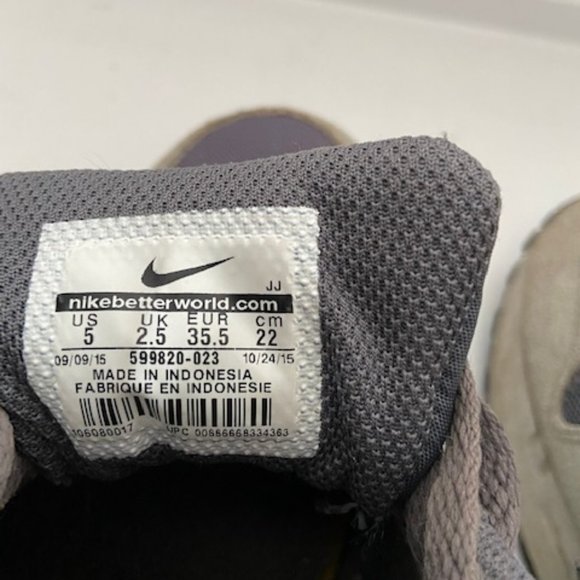 JJ
nikebetterworld.com
US UK EUR cm
5 2.5 35.5 22
09/09/15 599820-023 10/24/15
MADE IN INDONESIA
FABRIQUE EN INDONESIE
UPC 00886668334363